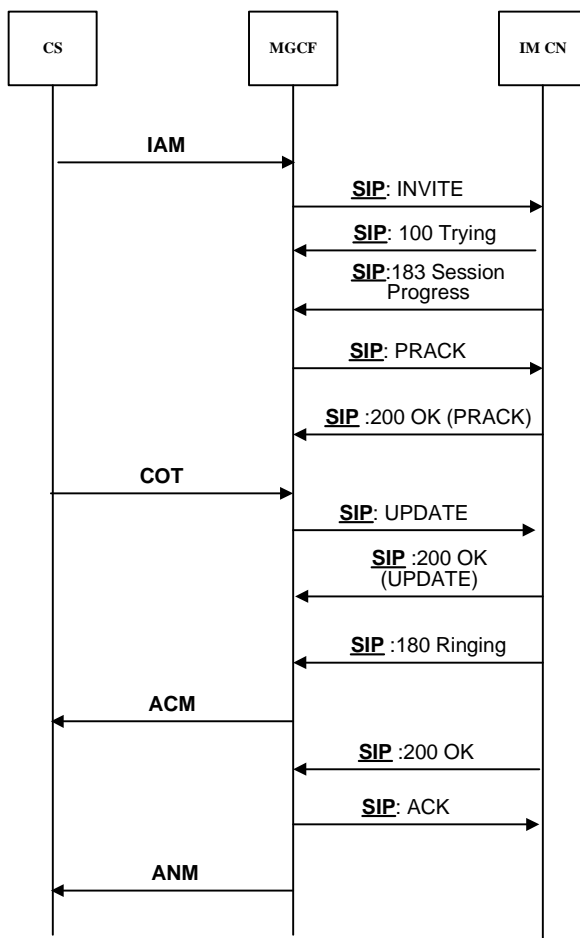 CS
MGCF
IM CN
IAM
SIP: INVITE
SIP: 100 Trying
SIP:183 Session
Progress
SIP: PRACK
SIP :200 OK (PRACK)
COT
SIP: UPDATE
SIP :200 OK
(UPDATE)
SIP :180 Ringing
ACM
SIP :200 OK
SIP: ACK
ANM